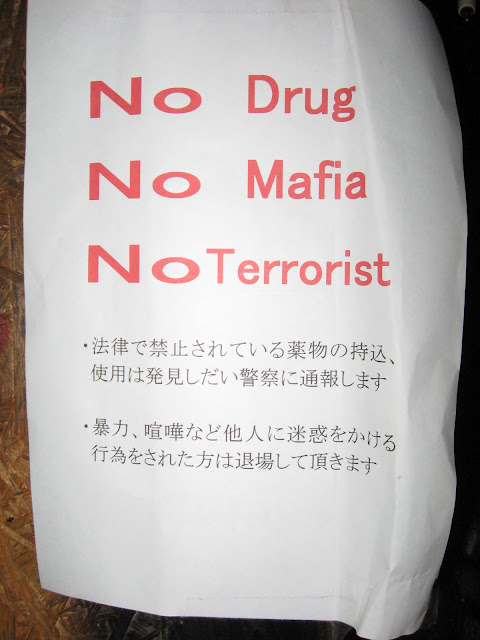 No Drug
No Mafia
No Terrorist
・法律で禁止されている薬物の持込、
使用は発見しだい警察に通報します
・暴力、喧嘩など他人に迷惑をかける
行為をされた方は退場して頂きます